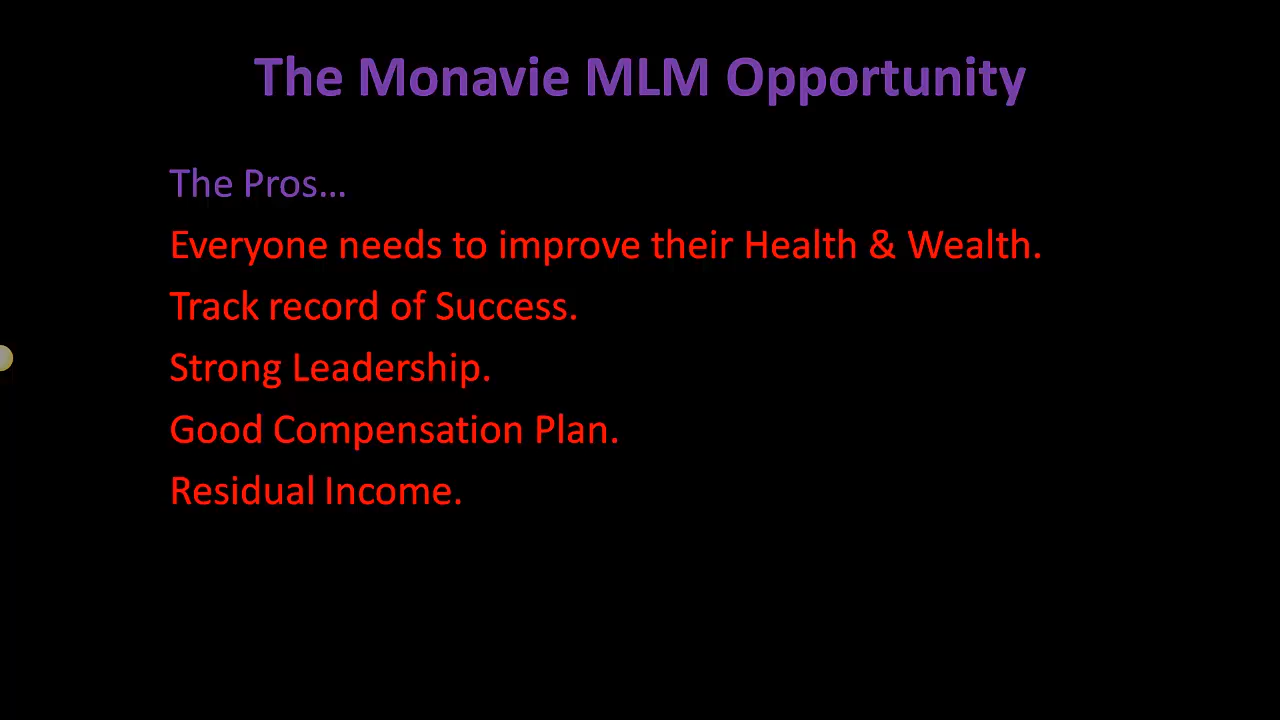 The Monavie MLM Opportunity
The Pros...
Everyone needs to improve their Health & Wealth.
Track record of Success.
Strong Leadership.
Good Compensation Plan.
Residual Income.